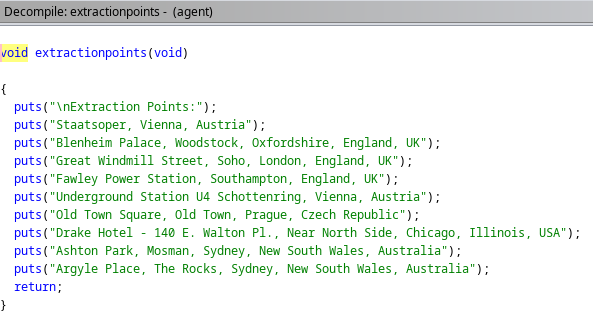 Decompile: extractionpoints - (agent)
void extractionpoints(void)
{
puts("\nExtraction Points:");
puts("Staatsoper, Vienna, Austria");
puts("Blenheim Palace, Woodstock, Oxfordshire, England, UK");
puts("Great Windmill Street, Soho, London, England, UK");
puts("Fawley Power Station, Southampton, England, UK");
puts("Underground Station U4 Schottenring, Vienna, Austria");
puts("Old Town Square, Old Town, Prague, Czech Republic");
puts("Drake Hotel - 140 E. Walton Pl., Near North Side, Chicago, Illinois, USA");
puts("Ashton Park, Mosman, Sydney, New South Wales, Australia");
puts("Argyle Place, The Rocks, Sydney, New South Wales, Australia");
return;
}